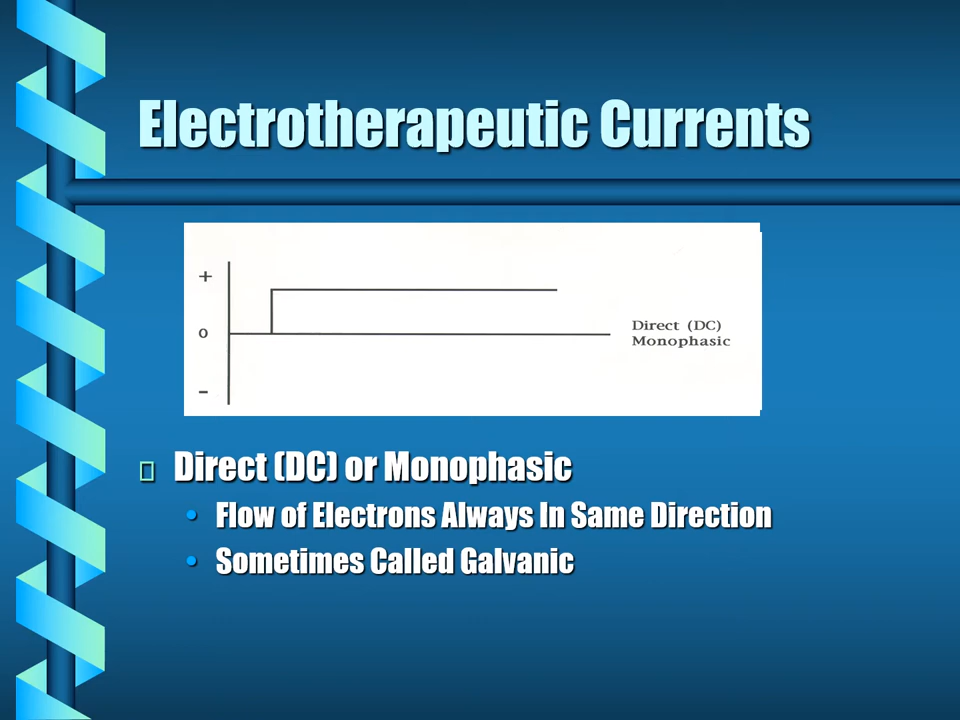 Electrotherapeutic Currents
+
0
-
Direct (DC)
Monophasic
Direct (DC) or Monophasic
• Flow of Electrons Always In Same Direction
• Sometimes Called Galvanic